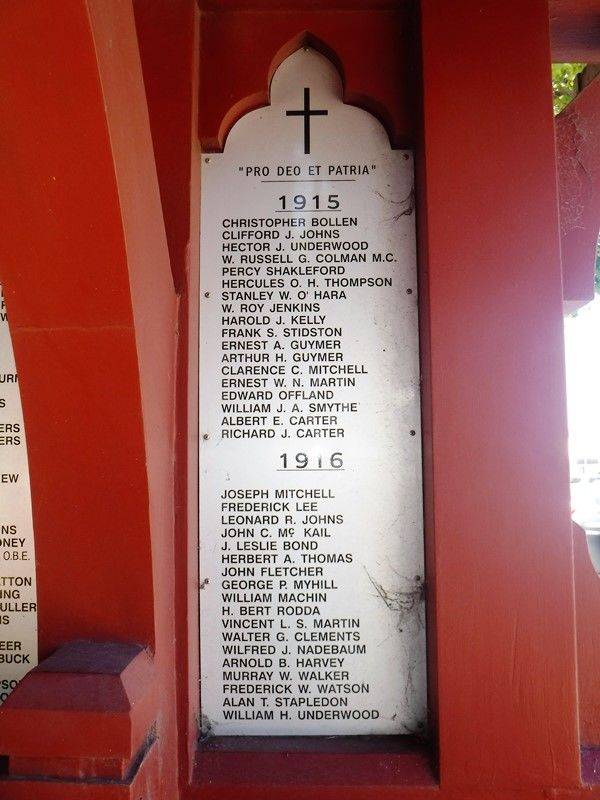 "PRO DEO ET PATRIA"
1915
CHRISTOPHER BOLLEN
CLIFFORD J. JOHNS
HECTOR J. UNDERWOOD
W. RUSSELL G. COLMAN M.C.
PERCY SHAKLEFORD
HERCULES O. H. THOMPSON
STANLEY W. O' HARA
W. ROY JENKINS
HAROLD J. KELLY
FRANK S. STIDSTON
ERNEST A. GUYMER
ARTHUR H. GUYMER
CLARENCE C. MITCHELL
ERNEST W. N. MARTIN
EDWARD OFFLAND
WILLIAM J. A. SMYTHE
ALBERT E. CARTER
RICHARD J. CARTER
1916
JOSEPH MITCHELL
FREDERICK LEE
LEONARD R. JOHNS
JOHN C. Mc KAIL
J. LESLIE BOND
HERBERT A. THOMAS
JOHN FLETCHER
GEORGE P. MYHILL
WILLIAM MACHIN
H. BERT RODDA
VINCENT L. S. MARTIN
WALTER G. CLEMENTS
WILFRED J. NADEBAUM
ARNOLD B. HARVEY
MURRAY W. WALKER
FREDERICK W. WATSON
ALAN T. STAPLEDON
WILLIAM H. UNDERWOOD
O.B.E.